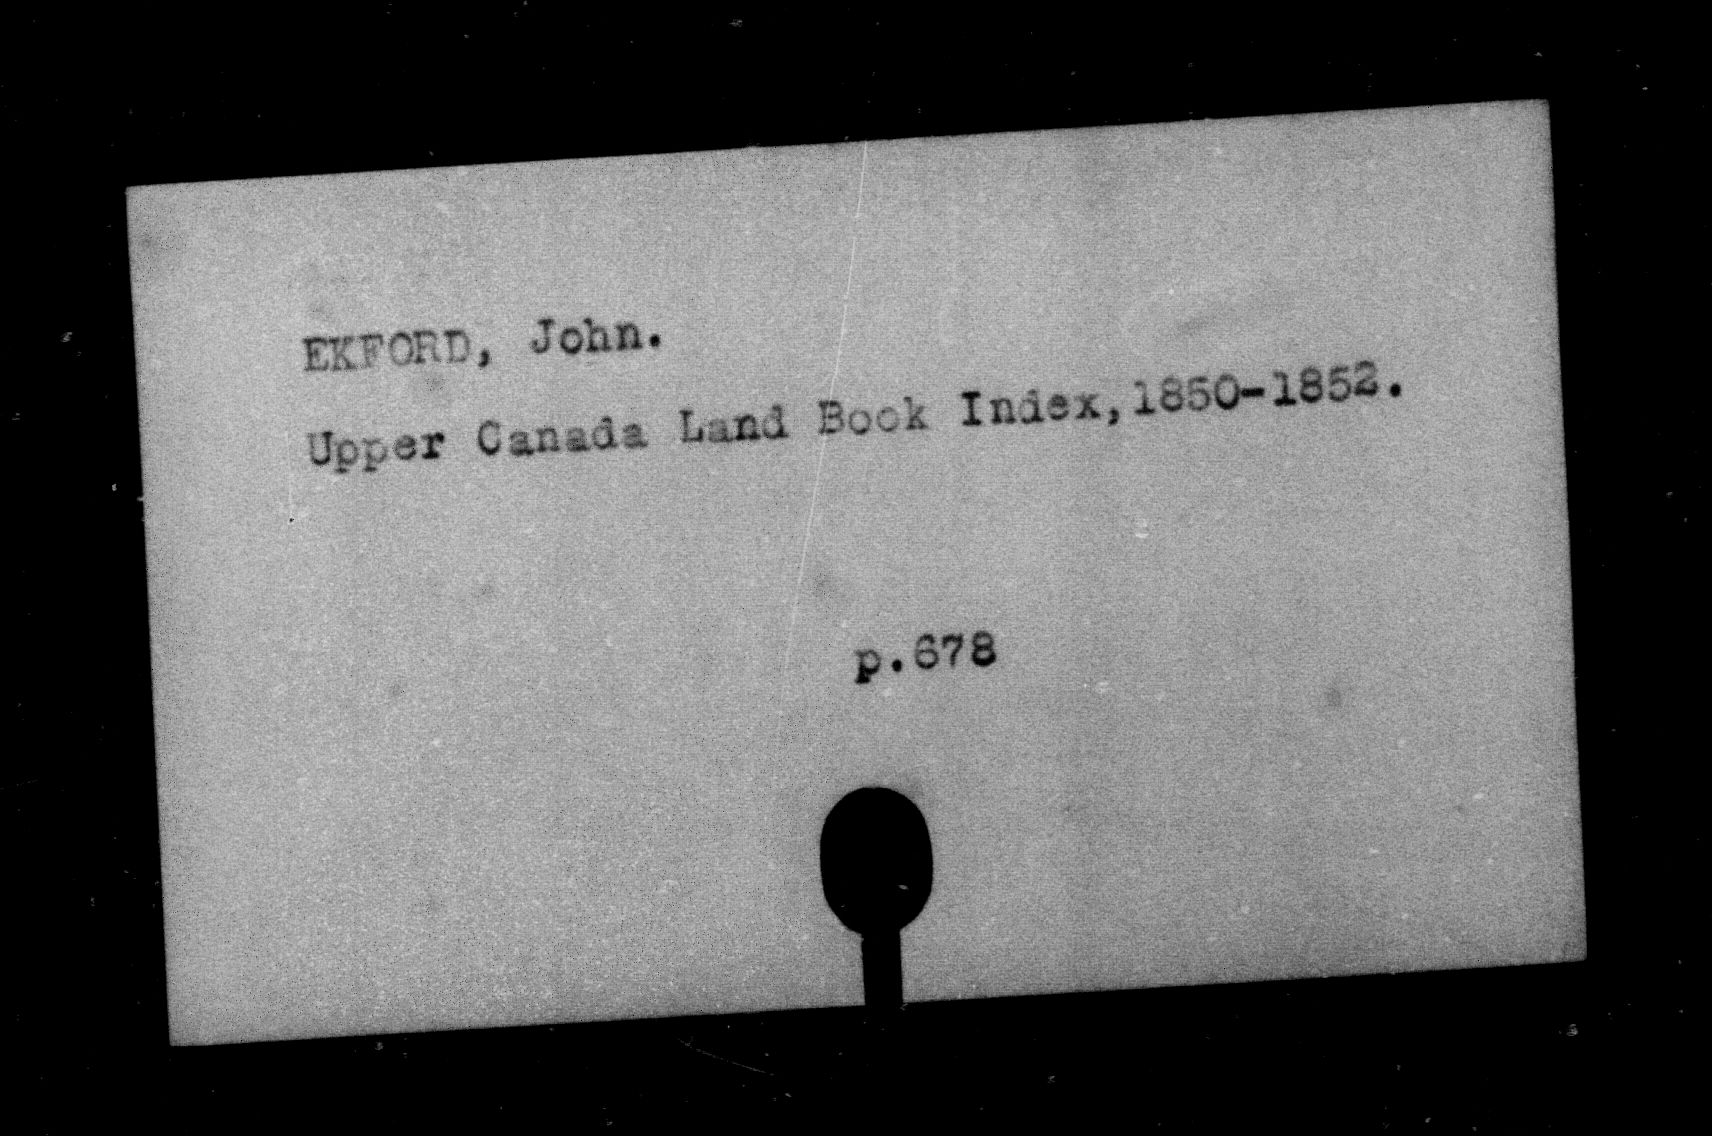 EKFORD, John.
Upper Canada Land Book Index,1850-1852.
p.678